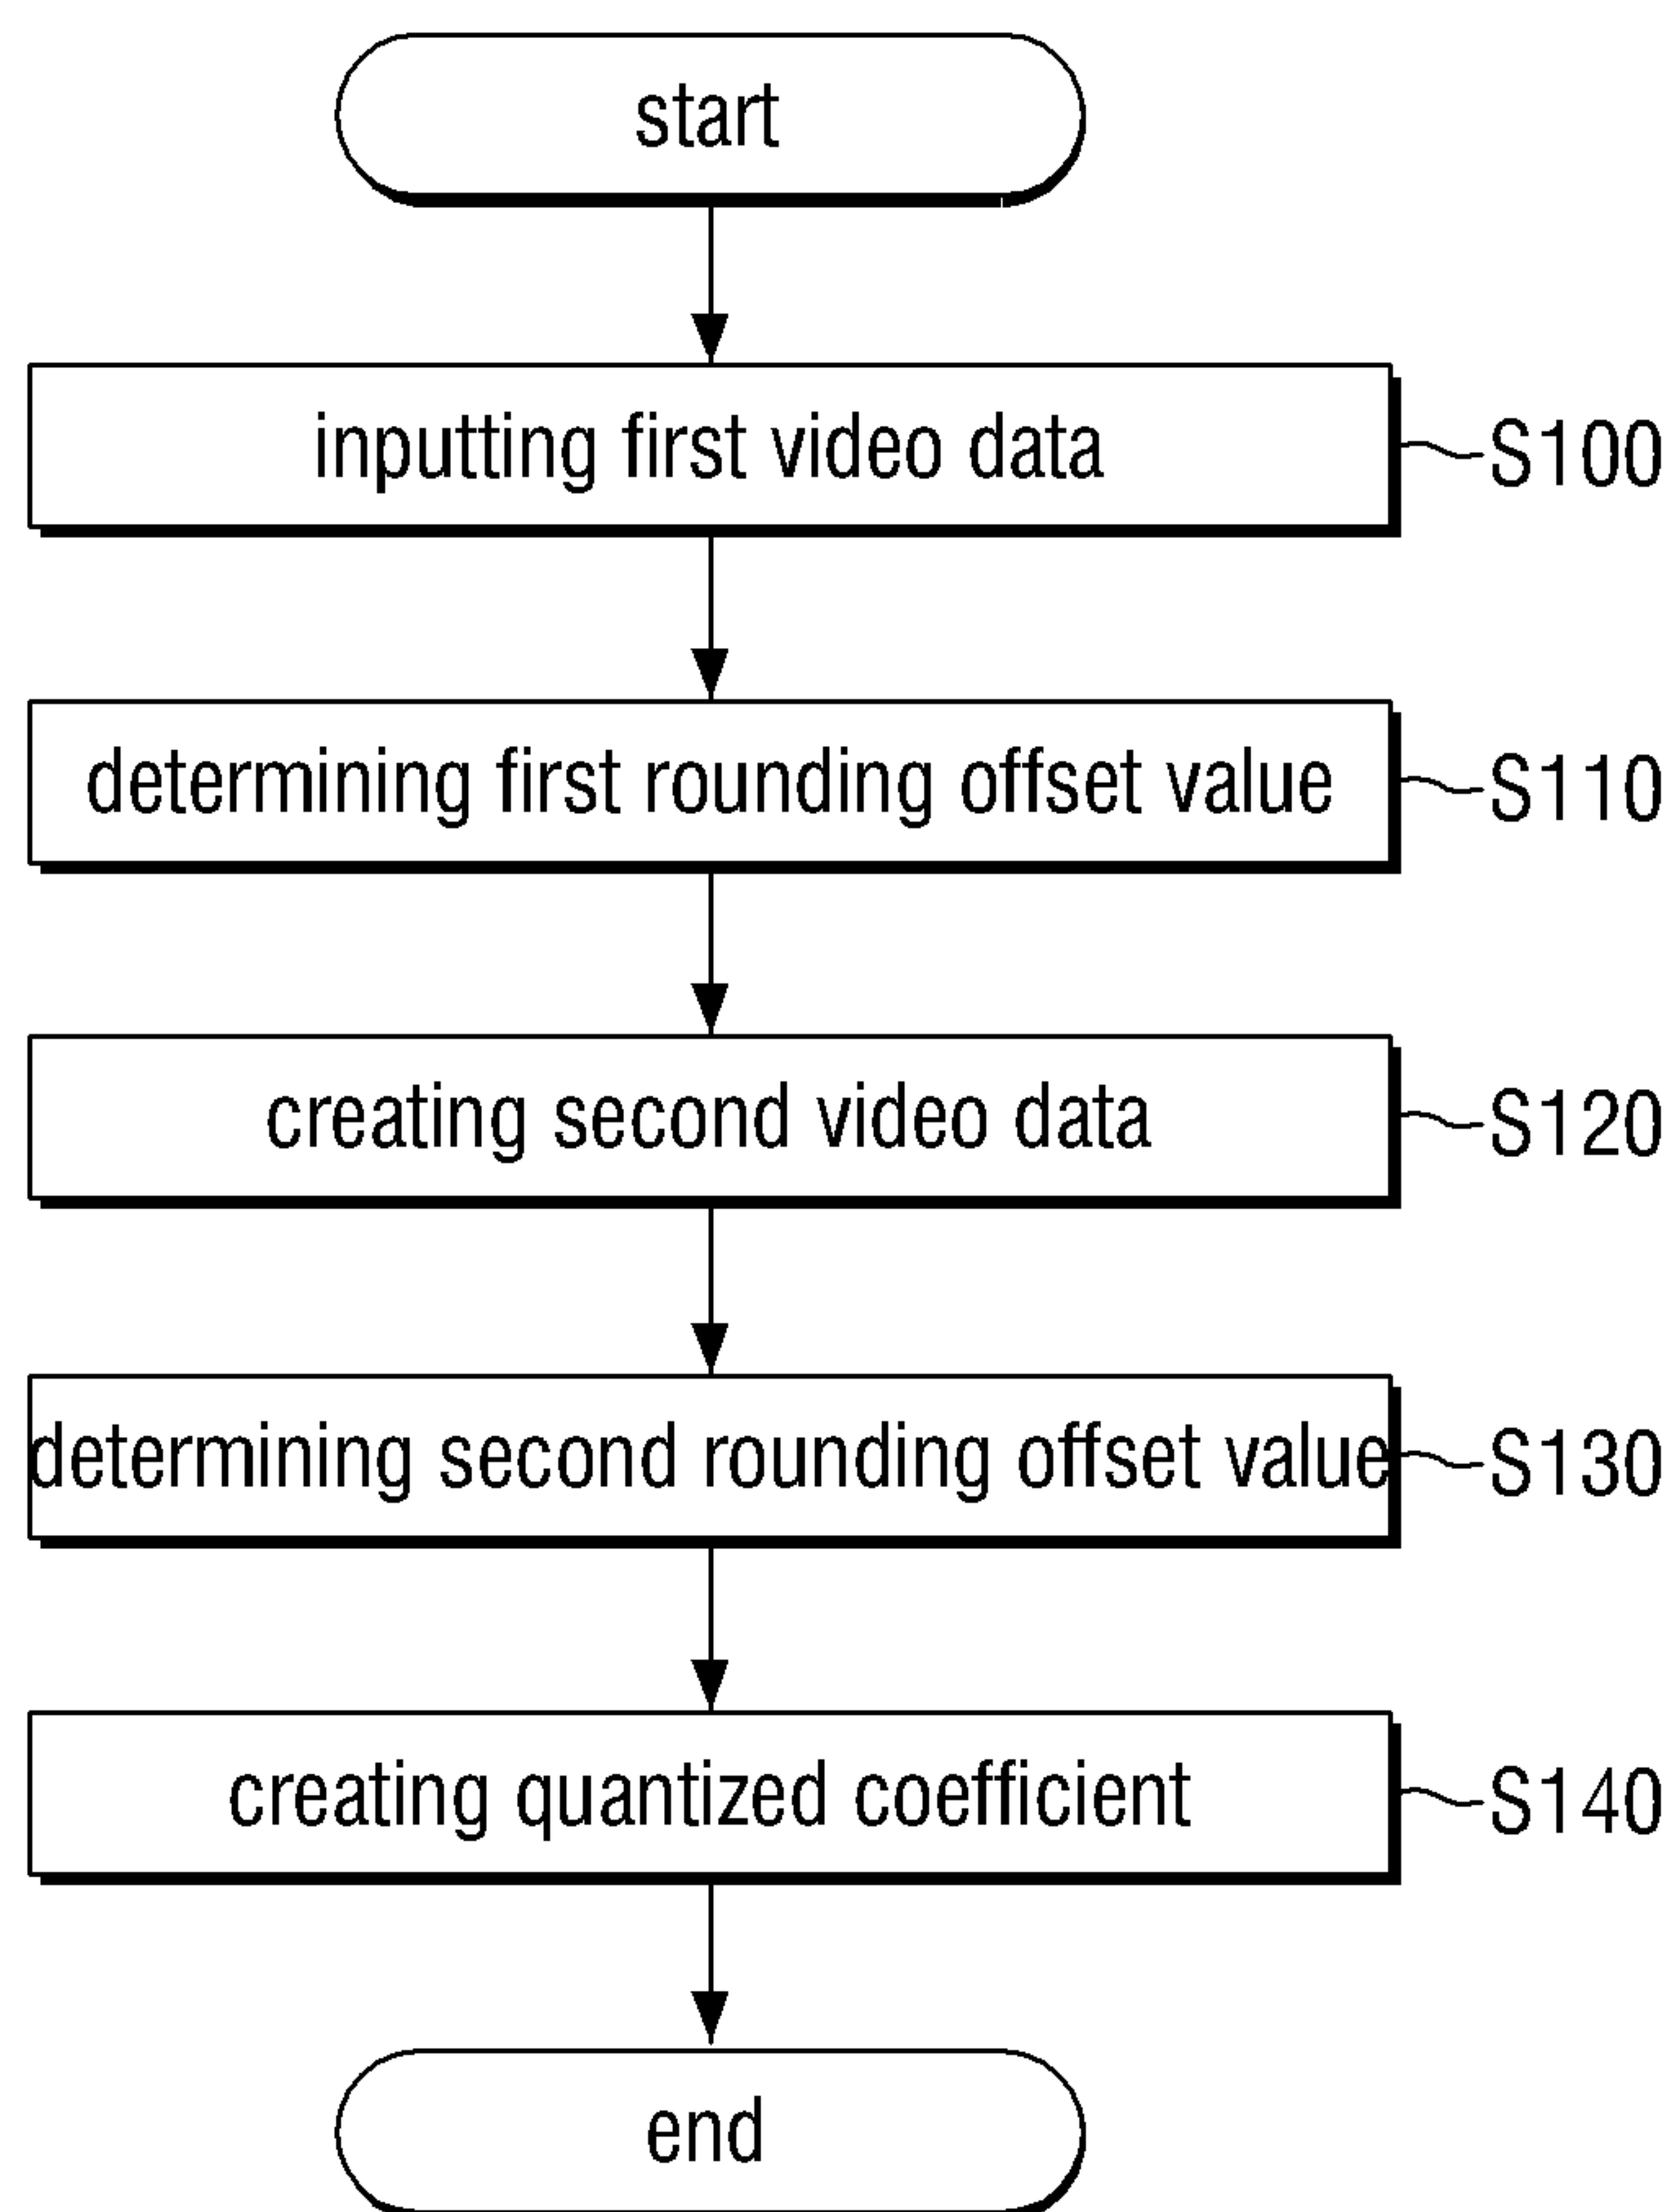 start
inputting first video data
S100
determining first rounding offset value
S110
creating second video data
S120
determining second rounding offset value
S130
creating quantized coefficient
S140
end